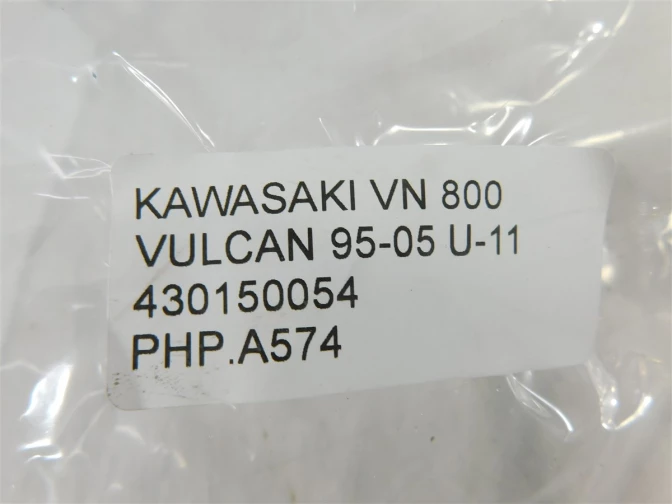 KAWASAKI VN 800
VULCAN 95-05 U-11
430150054
PHP.A574